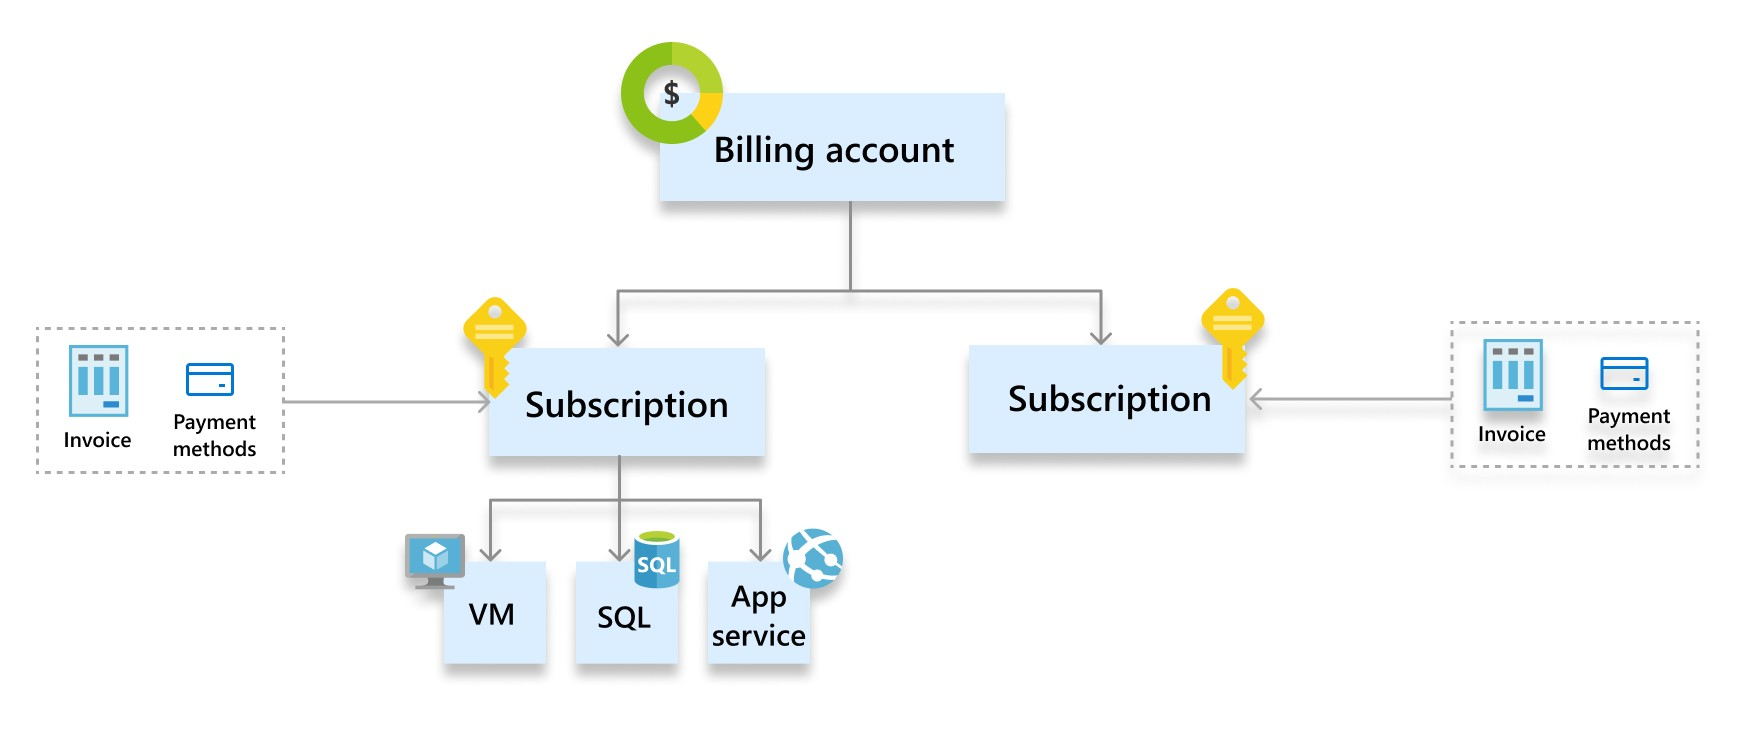 $
Billing account
Subscription
Subscription
Invoice
Payment
methods
Invoice
Payment
methods
SQL
VM
SQL
App
service